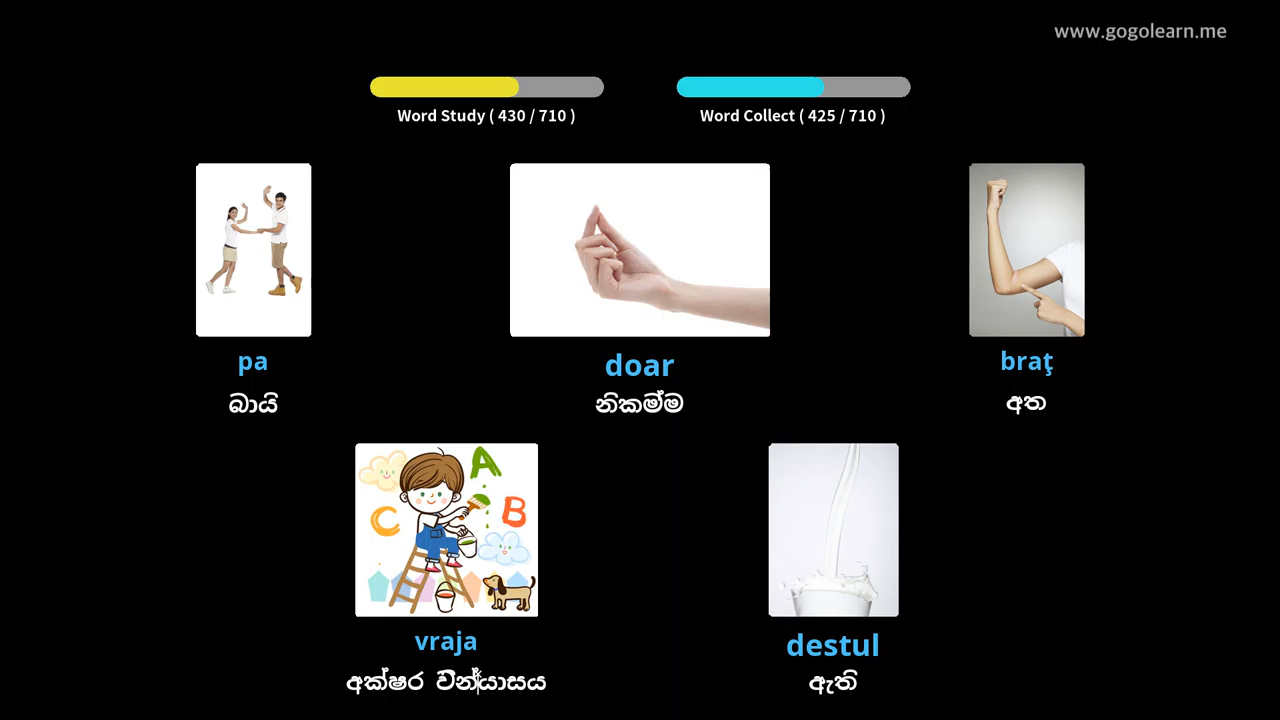 www.gogolearn.me
Word Study ( 430 / 710 )
Word Collect ( 425 / 710 )
pa
බායි
doar
නිකම්ම
braţ
අත
A
B
C
vraja
අක්ෂර වින්‍යාසය
destul
ඇති